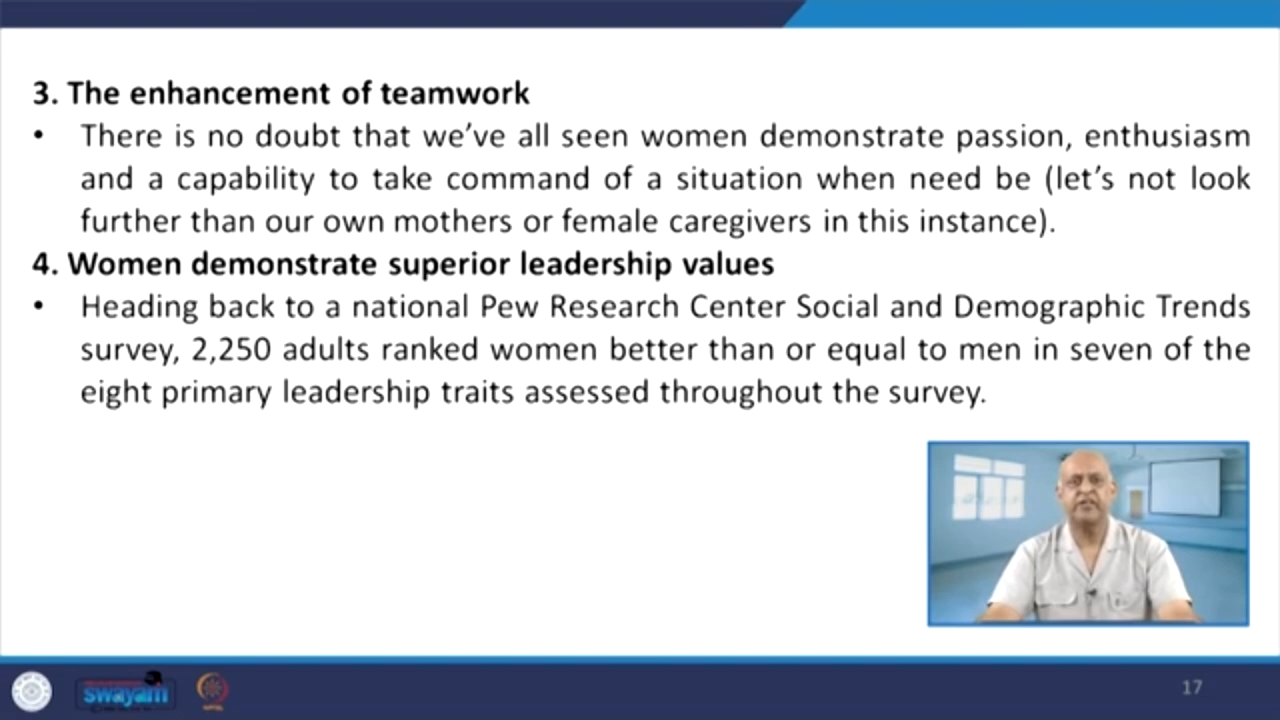 3. The enhancement of teamwork
• There is no doubt that we’ve all seen women demonstrate passion, enthusiasm
and a capability to take command of a situation when need be (let’s not look
further than our own mothers or female caregivers in this instance).
4. Women demonstrate superior leadership values
• Heading back to a national Pew Research Center Social and Demographic Trends
survey, 2,250 adults ranked women better than or equal to men in seven of the
eight primary leadership traits assessed throughout the survey.
swayam
17